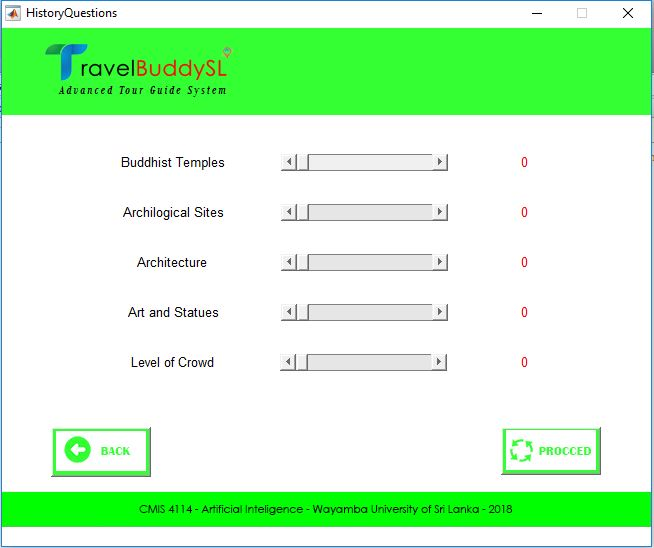 HistoryQuestions
TravelBuddySL
Advanced Tour Guide System
Buddhist Temples 0
Archilogical Sites 0
Architecture 0
Art and Statues 0
Level of Crowd 0
BACK
PROCCED
CMIS 4114 - Artificial Inteligence - Wayamba University of Sri Lanka - 2018